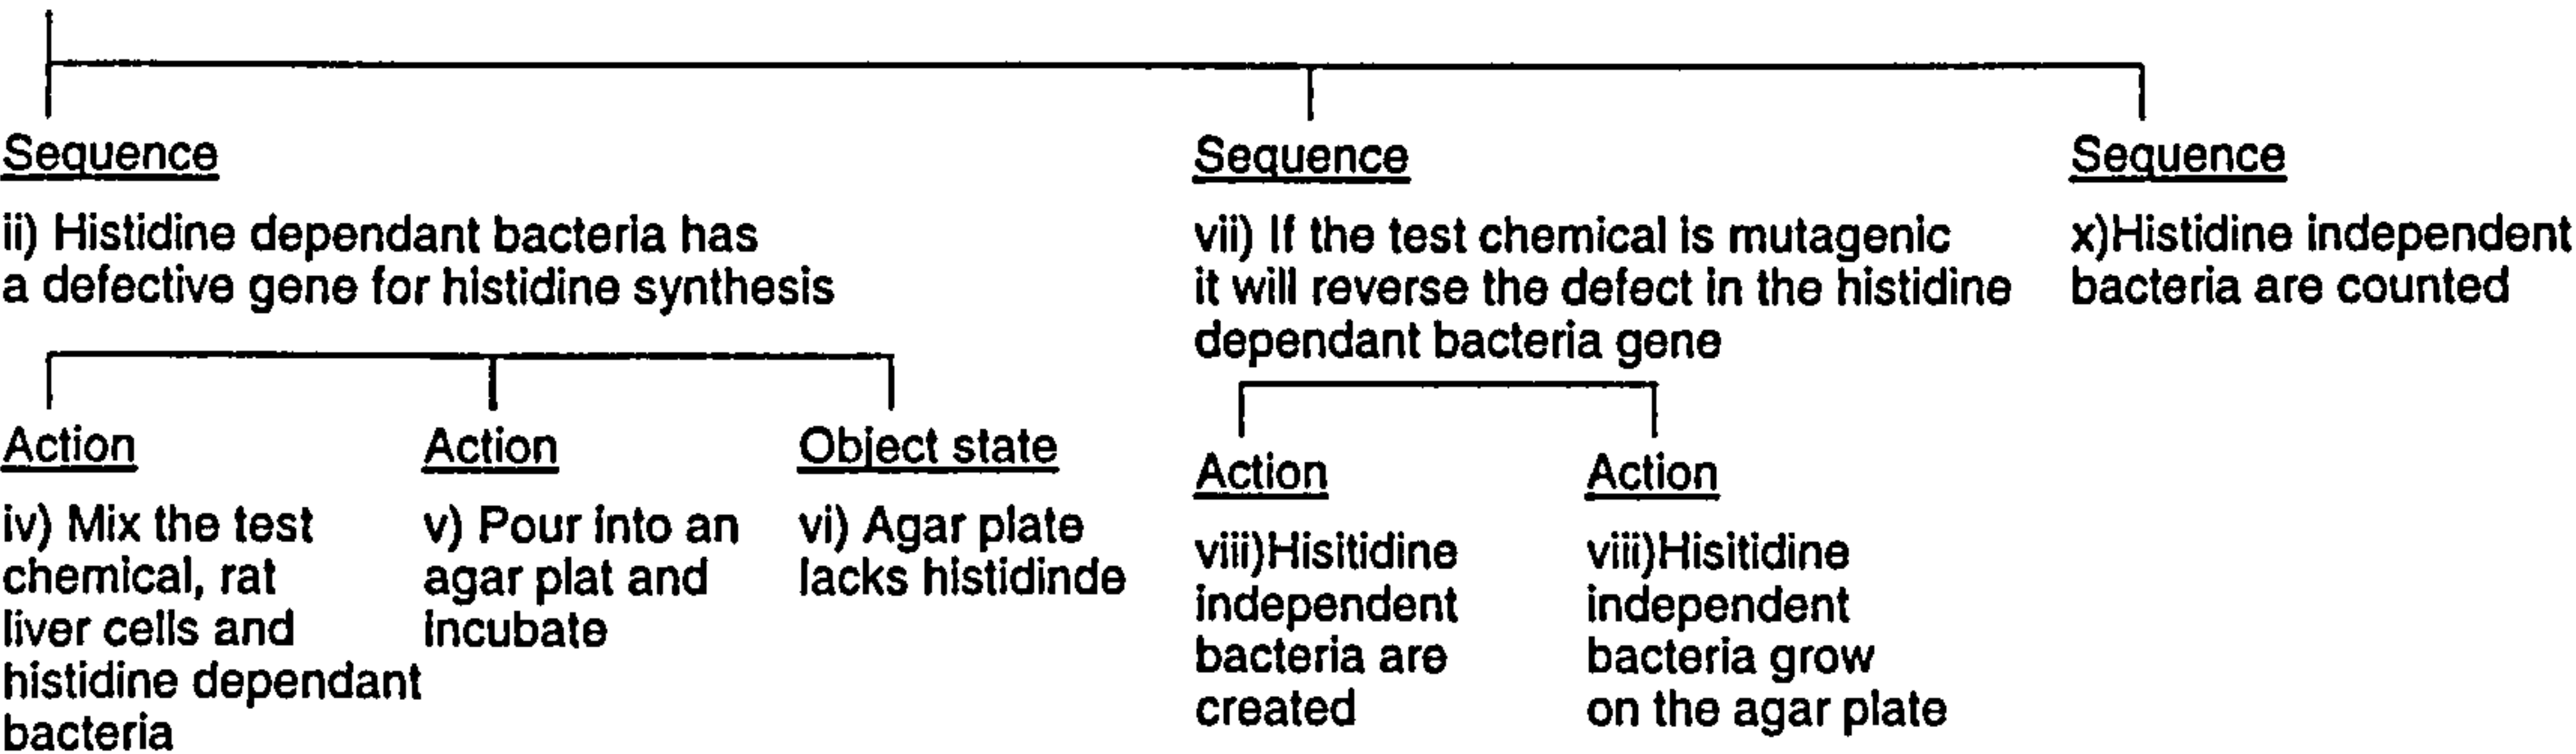 Sequence
ii) Histidine dependant bacteria has
a defective gene for histidine synthesis
Action
iv) Mix the test
chemical, rat
liver cells and
histidine dependant
bacteria
Action
v) Pour into an
agar plat and
incubate
Object state
vi) Agar plate
lacks histidinde
Sequence
vii) If the test chemical is mutagenic
it will reverse the defect in the histidine
dependant bacteria gene
Action
viii)Hisitidine
independent
bacteria are
created
Action
viii)Hisitidine
independent
bacteria grow
on the agar plate
Sequence
x)Histidine independent
bacteria are counted